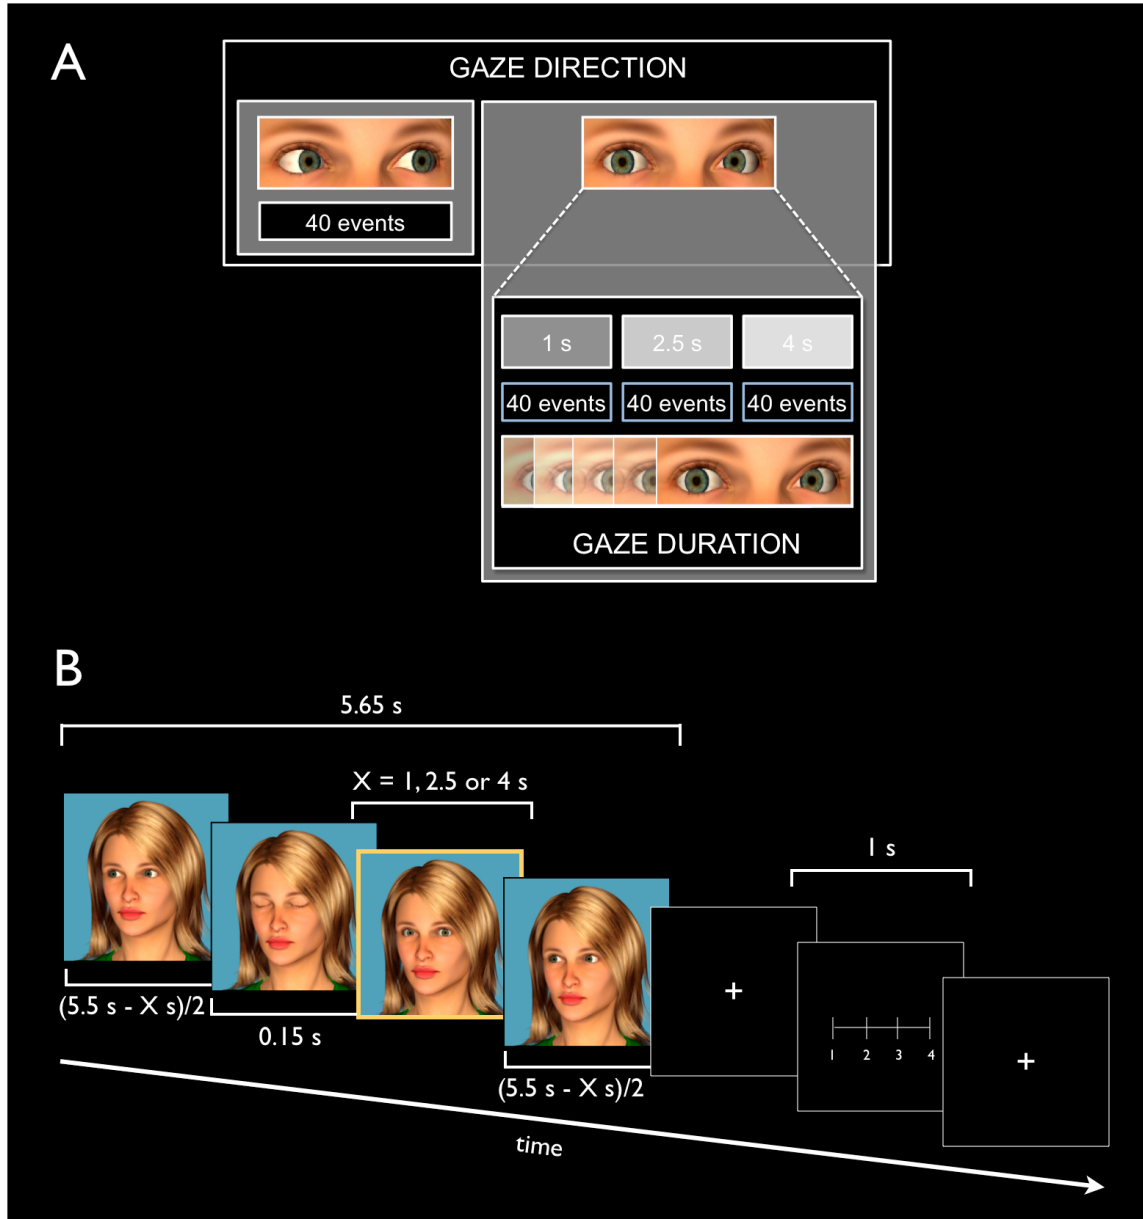 A
GAZE DIRECTION
40 events
1 s
2.5 s
4 s
40 events
40 events
40 events
GAZE DURATION
B
5.65 s
X = 1, 2.5 or 4 s
1 s
(5.5 s - X s)/2
0.15 s
(5.5 s - X s)/2
+
1 2 3 4
+
time